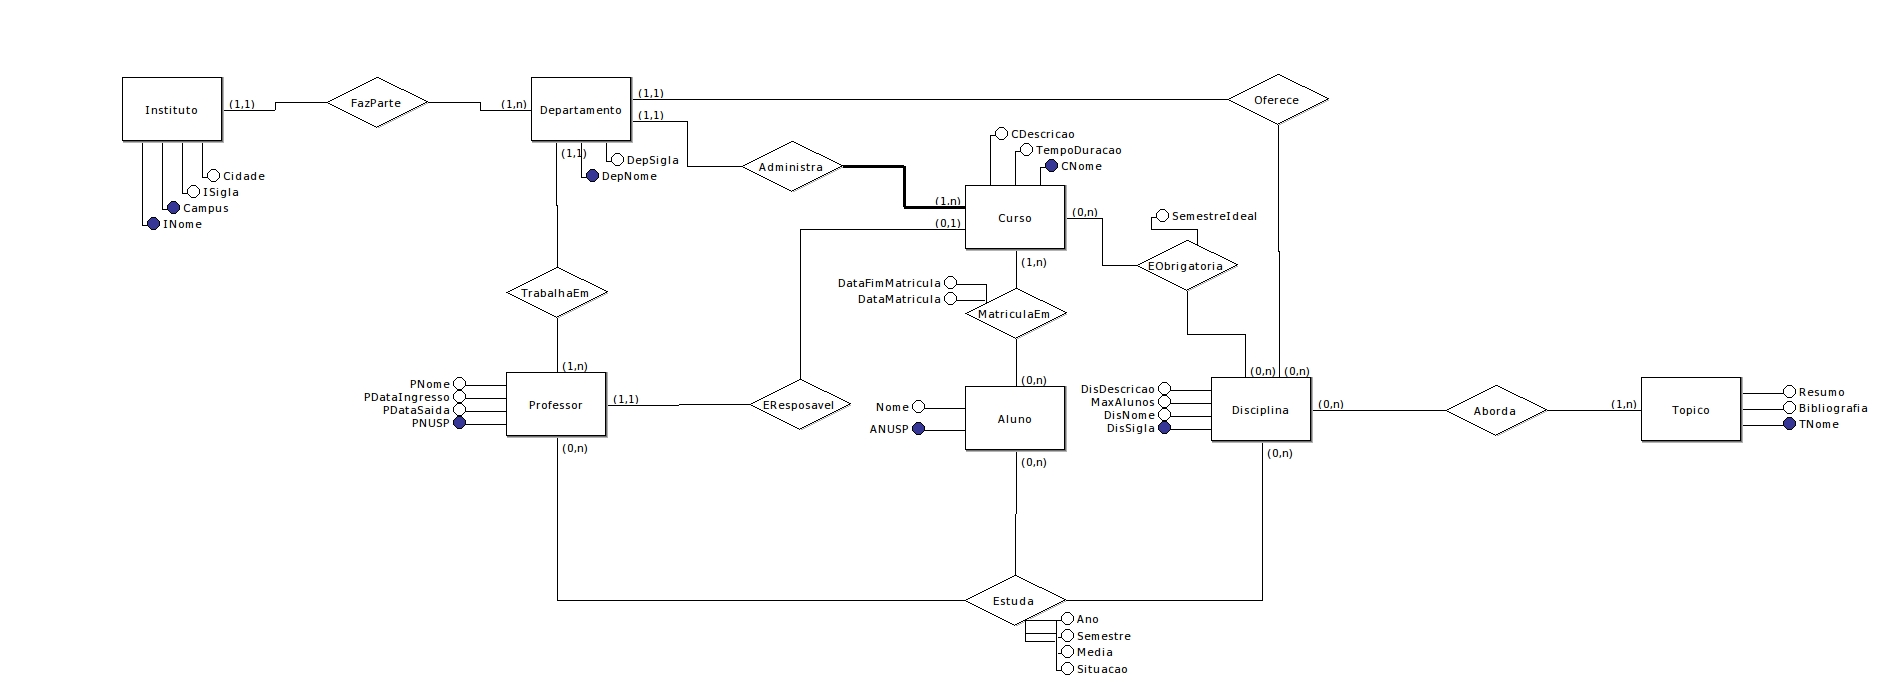 Instituto
(1,1)
FazParte
(1,n)
Departamento
(1,1)
(1,1)
Oferece
Cidade
ISigla
Campus
INome
(1,1)
DepSigla
DepNome
Administra
CDescricao
TempoDuracao
CNome
(1,n)
(0,1)
Curso
(0,n)
(1,n)
SemestreIdeal
EObrigatoria
TrabalhaEm
DataFimMatricula
DataMatricula
MatriculaEm
(1,n)
PNome
PDataIngresso
PDataSaida
PNUSP
Professor
(1,1)
(0,n)
EResposavel
(0,n)
Nome
ANUSP
Aluno
(0,n)
(0,n)
(0,n)
DisDescricao
MaxAlunos
DisNome
DisSigla
Disciplina
(0,n)
(0,n)
Aborda
(1,n)
Topico
Resumo
Bibliografia
TNome
Estuda
Ano
Semestre
Media
Situacao